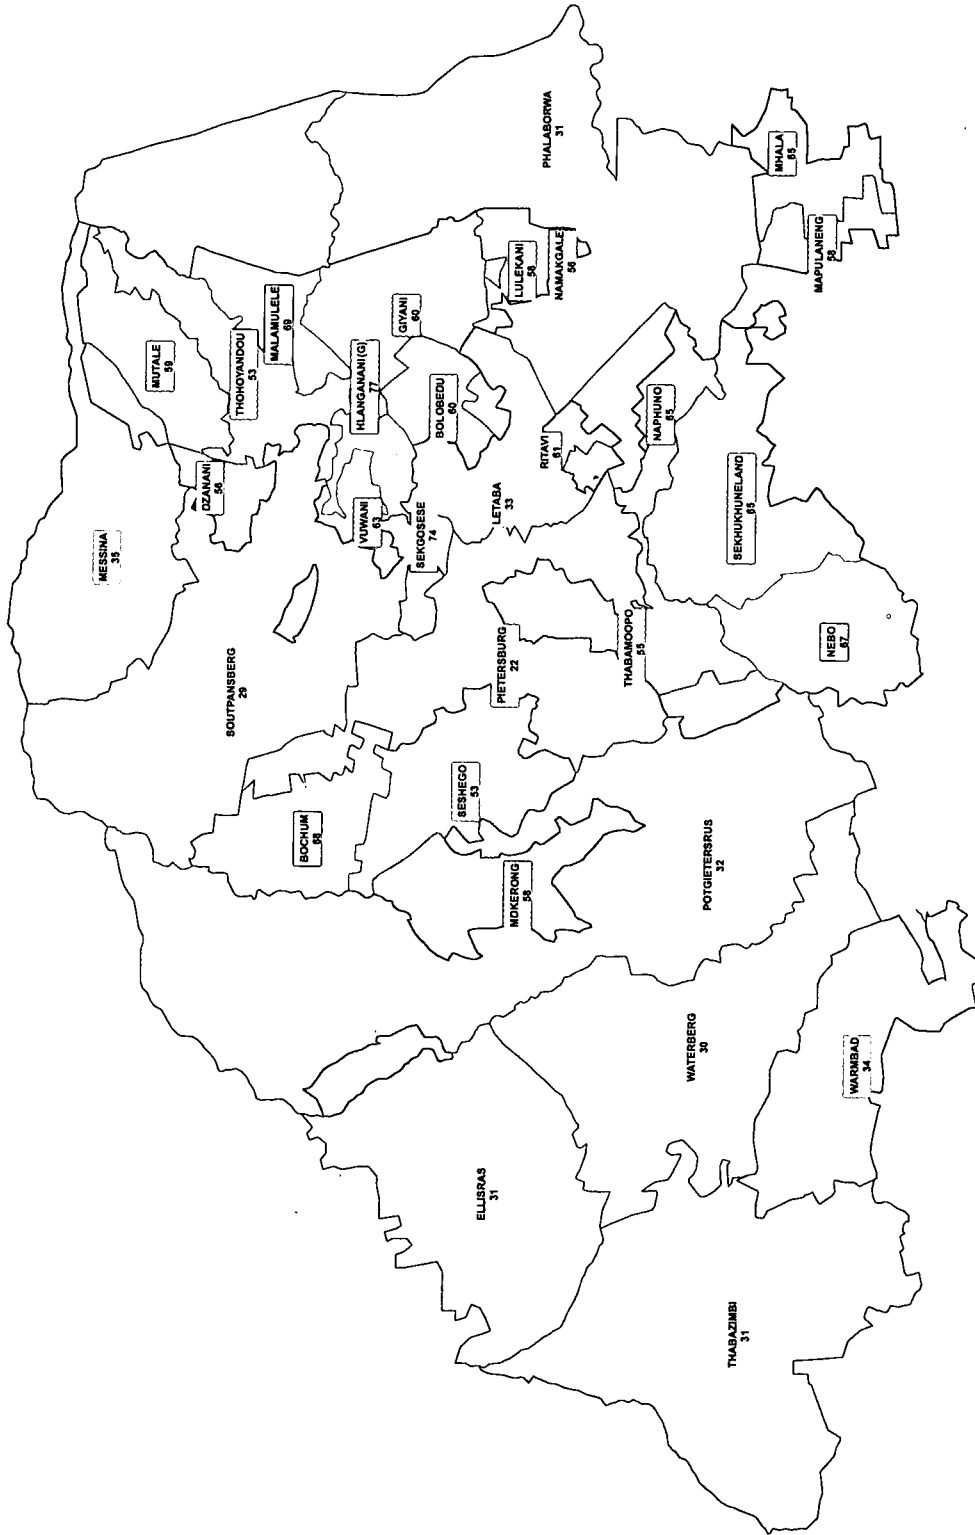 MESSINA
35
MUTALE
59
DZANANI
56
SOUTPANSBERG
29
THOHOYANDOU
53
MALAMULELE
69
BOCHUM
68
VUWANI
63
HLANGANANI (G)
77
GIYANI
60
SEKGOSESE
74
BOLOBEDU
60
SESHEGO
53
ELLISRAS
31
LETABA
33
PIETERSBURG
22
MOKERONG
58
LULEKANI
58
RITAVI
61
PHALABORWA
31
NAMAKGALE
56
THABAMOOPO
55
NAPHUNO
65
WATERBERG
30
POTGIETERSRUS
32
THABAZIMBI
31
SEKHUKHUNELAND
65
MHALA
65
MAPULANENG
58
NEBO
67
WARMBAD
34